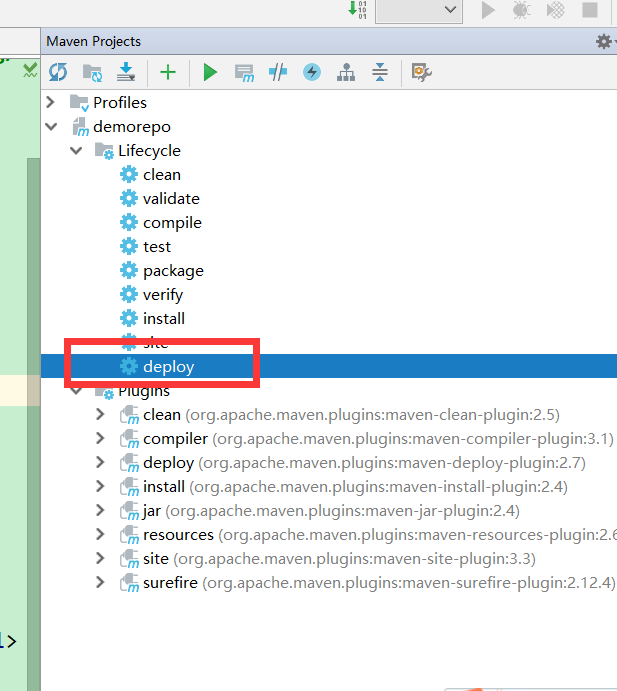 Maven Projects
Profiles
demorepo
Lifecycle
clean
validate
compile
test
package
verify
install
site
deploy
Plugins
clean (org.apache.maven.plugins:maven-clean-plugin:2.5)
compiler (org.apache.maven.plugins:maven-compiler-plugin:3.1)
deploy (org.apache.maven.plugins:maven-deploy-plugin:2.7)
install (org.apache.maven.plugins:maven-install-plugin:2.4)
jar (org.apache.maven.plugins:maven-jar-plugin:2.4)
resources (org.apache.maven.plugins:maven-resources-plugin:2.6
site (org.apache.maven.plugins:maven-site-plugin:3.3)
surefire (org.apache.maven.plugins:maven-surefire-plugin:2.12.4)